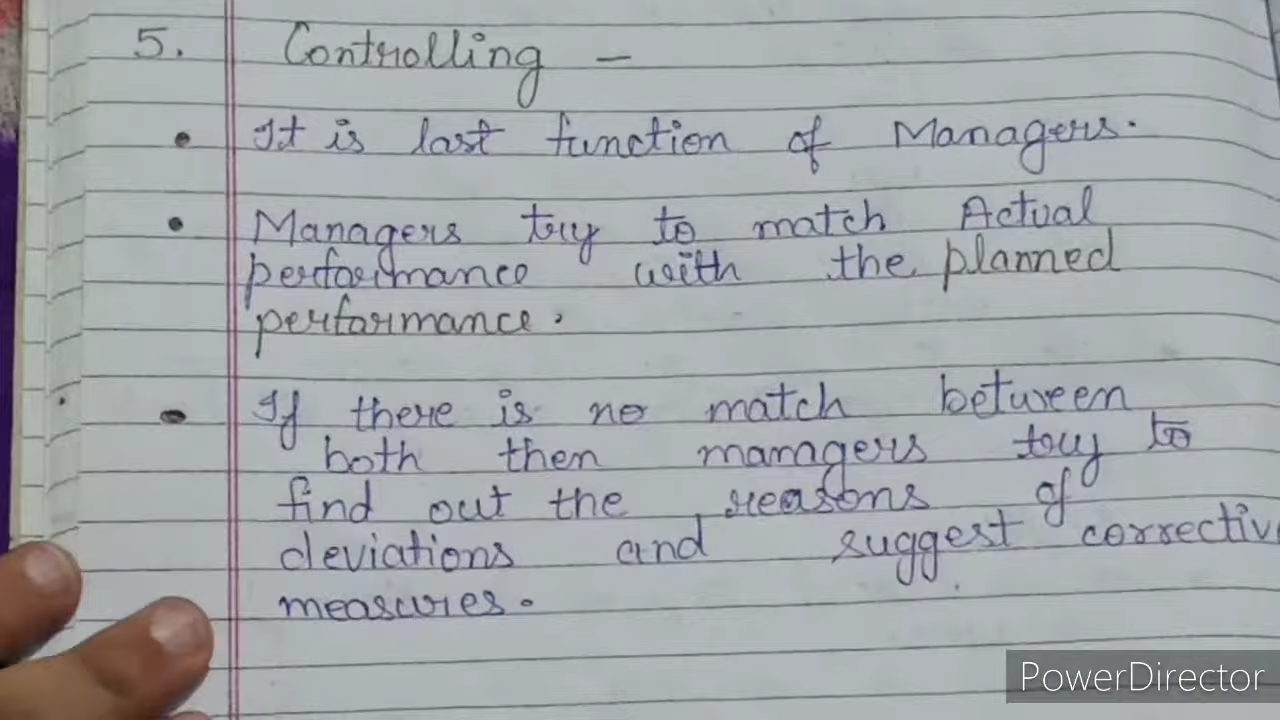 5. Controlling –
• It is last function of Managers.
• Managers try to match Actual
performance with the planned
performance.
• If there is no match between
both then managers try to
find out the reasons of
deviations and suggest corrective
measures.
PowerDirector